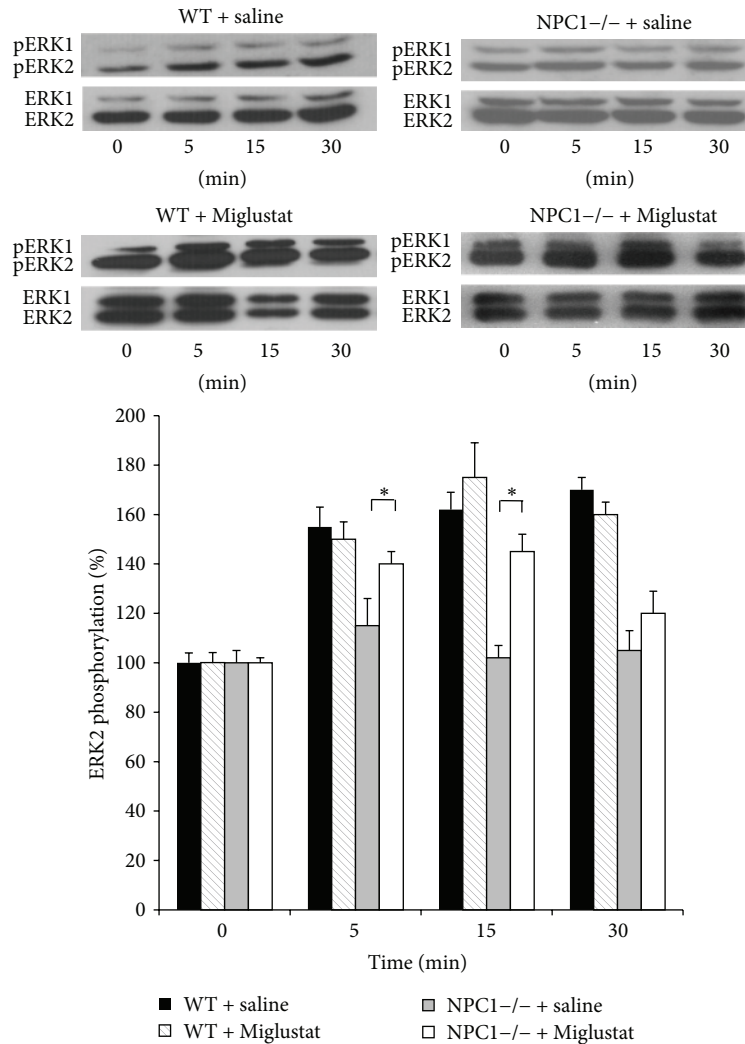 WT + saline
pERK1
pERK2
ERK1
ERK2
0 5 15 30
(min)
NPC1−/− + saline
pERK1
pERK2
ERK1
ERK2
0 5 15 30
(min)
WT + Miglustat
pERK1
pERK2
ERK1
ERK2
0 5 15 30
(min)
NPC1−/− + Miglustat
pERK1
pERK2
ERK1
ERK2
0 5 15 30
(min)
ERK2 phosphorylation (%)
200
180
160
140
120
100
80
60
40
20
0
* *
0 5 15 30
Time (min)
WT + saline
WT + Miglustat
NPC1−/− + saline
NPC1−/− + Miglustat